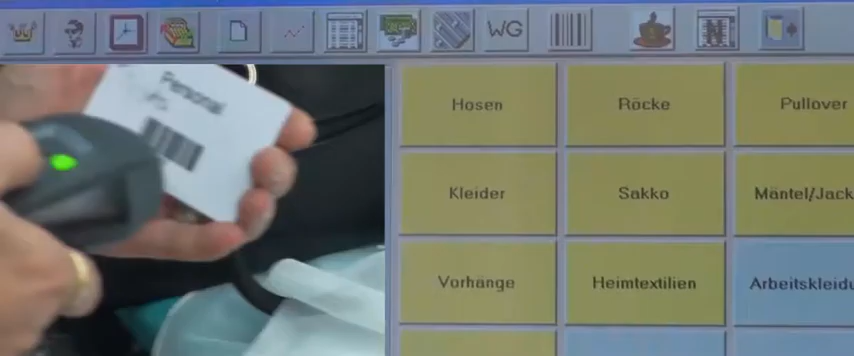 WG
Personal
Hosen
Röcke
Pullover
Kleider
Sakko
Mäntel/Jack
Vorhänge
Heimtextilien
Arbeitskleidu